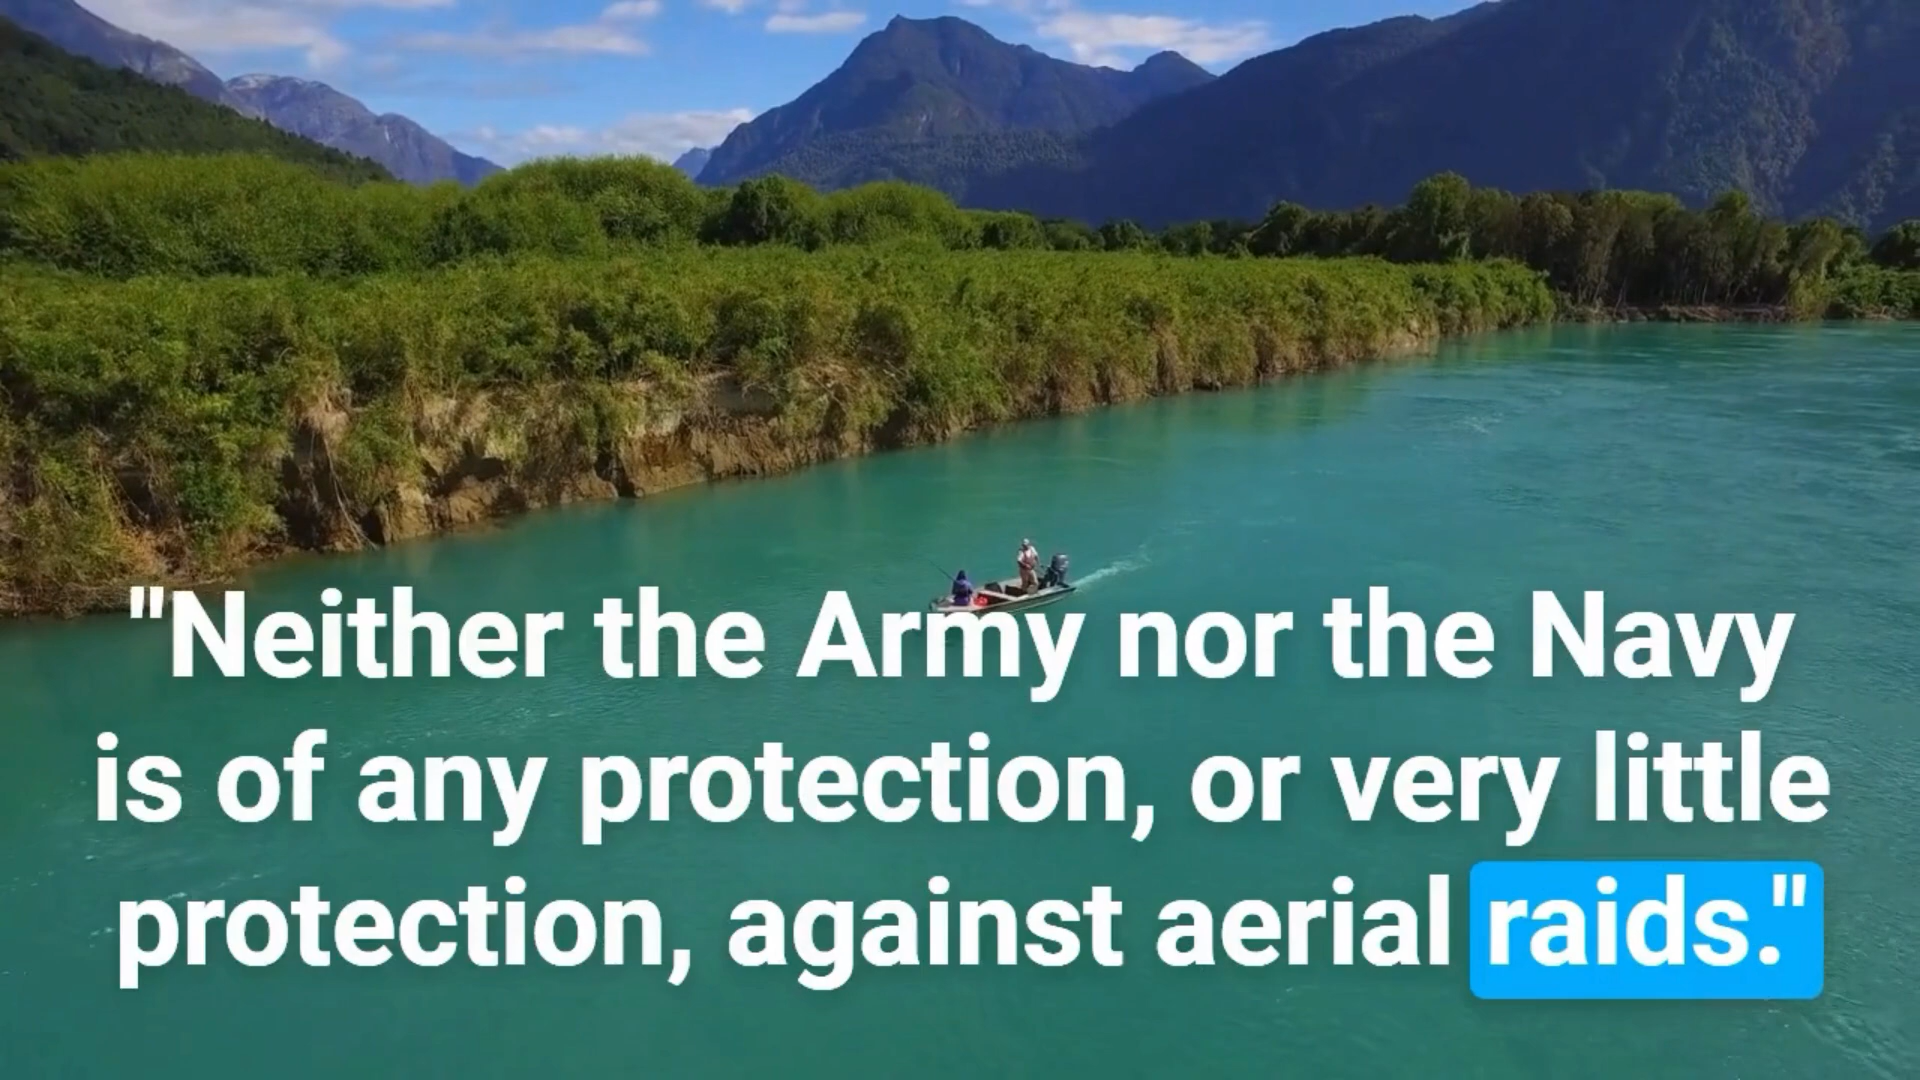 "Neither the Army nor the Navy
is of any protection, or very little
protection, against aerial raids."